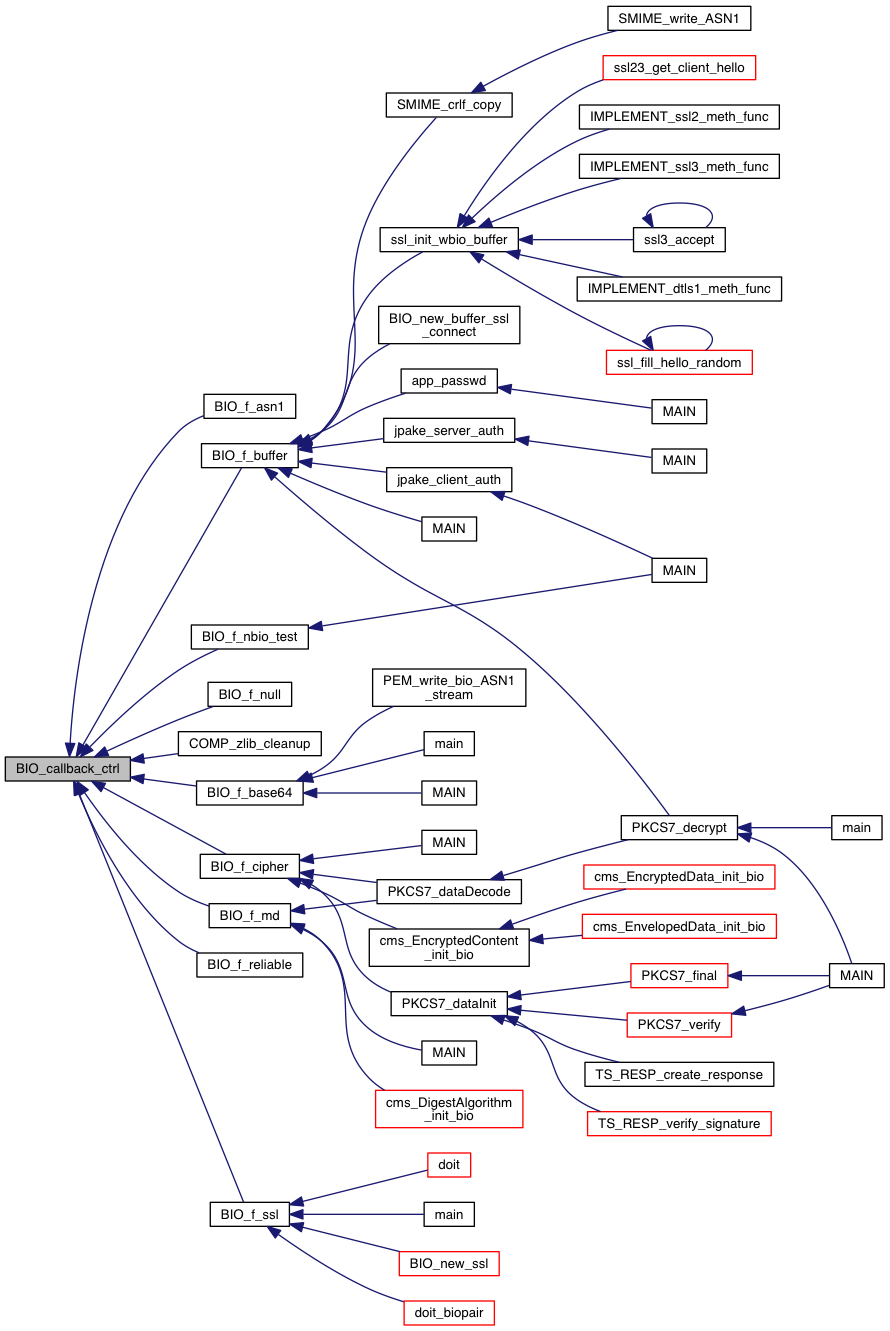 SMIME_write_ASN1
ssl23_get_client_hello
SMIME_crlf_copy
IMPLEMENT_ssl2_meth_func
IMPLEMENT_ssl3_meth_func
ssl_init_wbio_buffer
ssl3_accept
IMPLEMENT_dtls1_meth_func
BIO_new_buffer_ssl
_connect
ssl_fill_hello_random
app_passwd
BIO_f_asn1
MAIN
jpake_server_auth
BIO_f_buffer
MAIN
jpake_client_auth
MAIN
MAIN
BIO_f_nbio_test
PEM_write_bio_ASN1
_stream
BIO_f_null
COMP_zlib_cleanup
main
BIO_callback_ctrl
BIO_f_base64
MAIN
PKCS7_decrypt
main
MAIN
BIO_f_cipher
cms_EncryptedData_init_bio
PKCS7_dataDecode
BIO_f_md
cms_EnvelopedData_init_bio
cms_EncryptedContent
_init_bio
BIO_f_reliable
PKCS7_final
MAIN
PKCS7_dataInit
PKCS7_verify
MAIN
TS_RESP_create_response
cms_DigestAlgorithm
_init_bio
TS_RESP_verify_signature
doit
BIO_f_ssl
main
BIO_new_ssl
doit_biopair